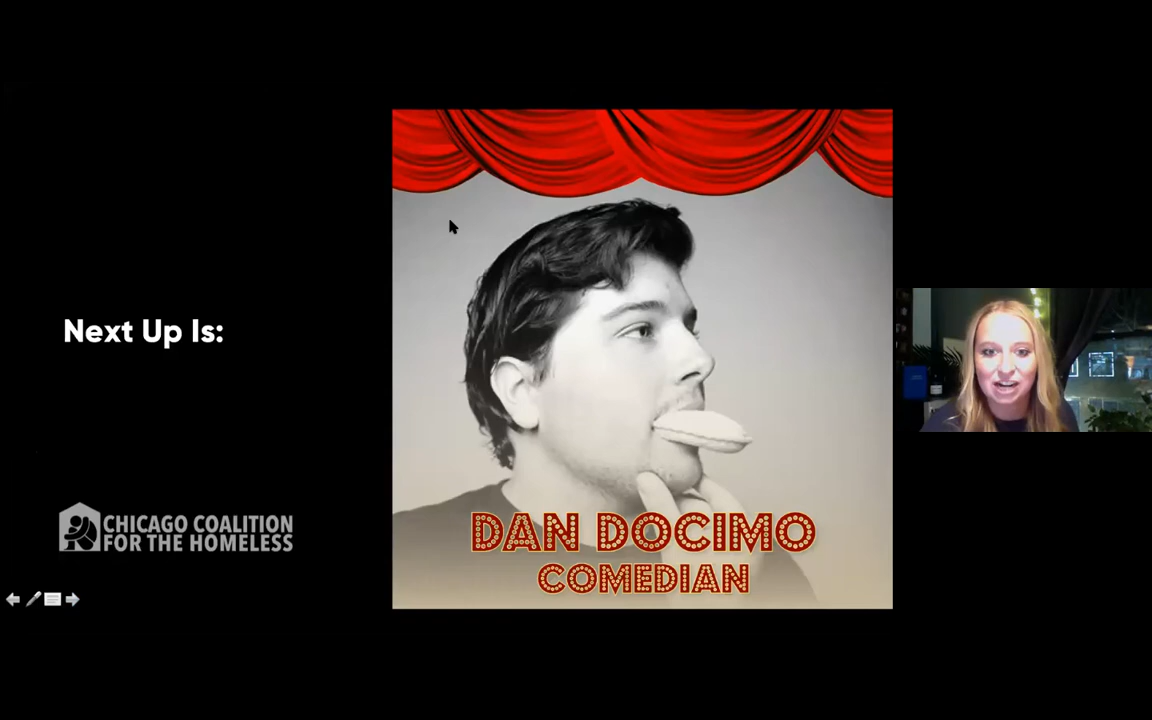 Next Up Is:
CHICAGO COALITION
FOR THE HOMELESS
DAN DOCIMO
COMEDIAN